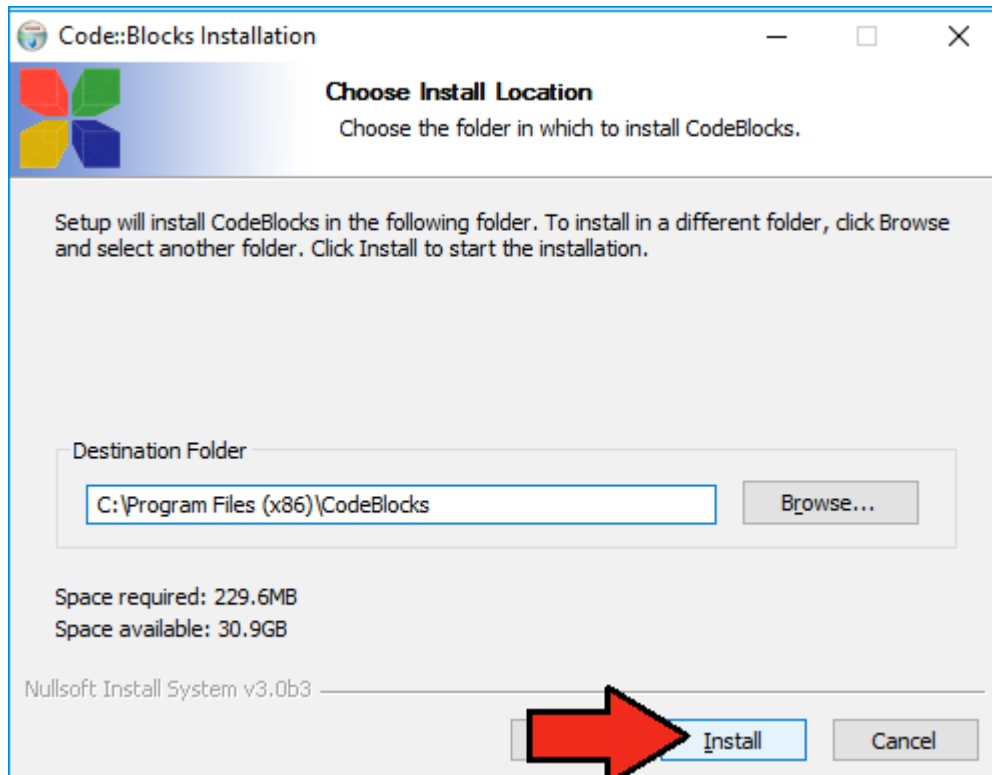 Code::Blocks Installation
Choose Install Location
Choose the folder in which to install CodeBlocks.
Setup will install CodeBlocks in the following folder. To install in a different folder, click Browse
and select another folder. Click Install to start the installation.
Destination Folder
C:\Program Files (x86)\CodeBlocks
Browse...
Space required: 229.6MB
Space available: 30.9GB
Nullsoft Install System v3.0b3
Install
Cancel